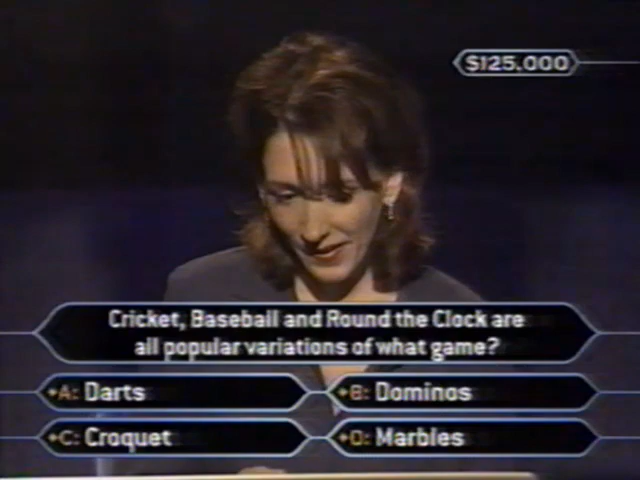 $125,000
Cricket, Baseball and Round the Clock are
all popular variations of what game?
A: Darts
B: Dominos
C: Croquet
D: Marbles